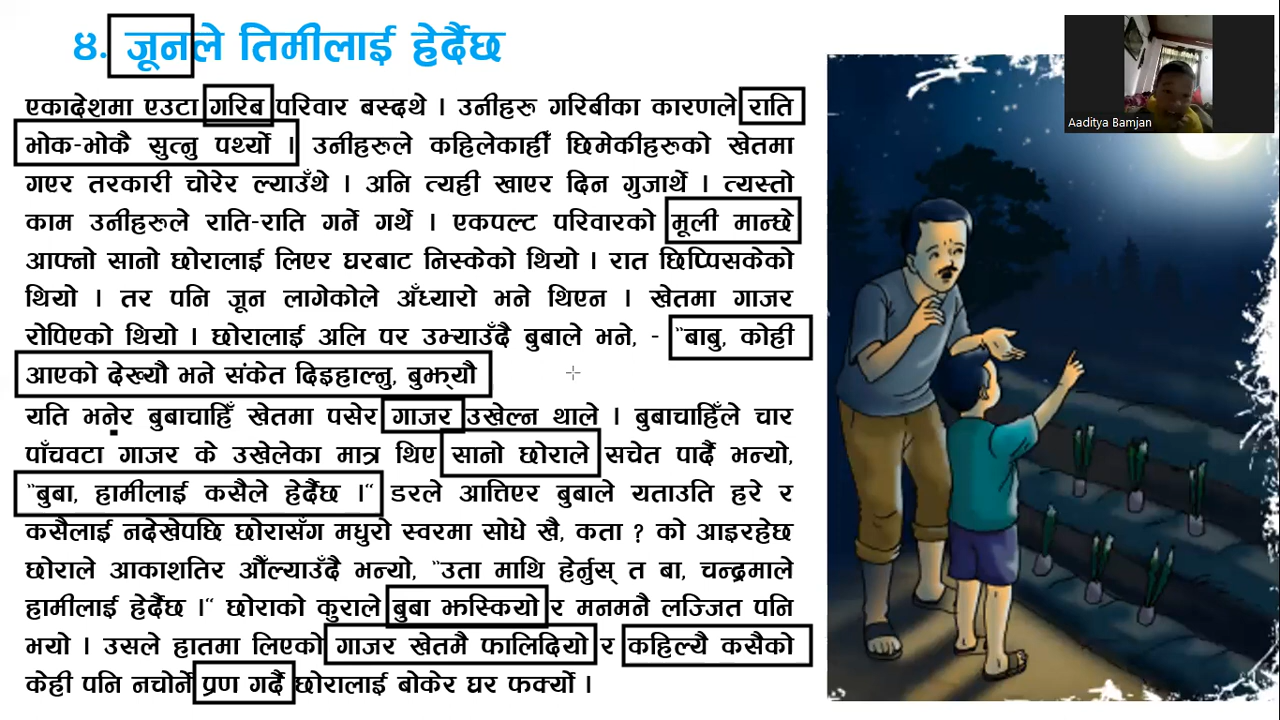 ४. जूनले तिमीलाई हेर्दैछ
एकादेशमा एउटा गरिब परिवार बस्दथे । उनीहरू गरिबीका कारणले राति
भोक-भोकै सुत्नु पर्थ्यो । उनीहरूले कहिलेकाहीँ छिमेकीहरूको खेतमा
गएर तरकारी चोरेर ल्याउँथे । अनि त्यही खाएर दिन गुजार्थे । त्यस्तो
काम उनीहरूले राति-राति गर्ने गर्थे । एकपल्ट परिवारको मूली मान्छे
आफ्नो सानो छोरालाई लिएर घरबाट निस्केको थियो । रात छिप्पिसकेको
थियो । तर पनि जून लागेकोले अँध्यारो भने थिएन । खेतमा गाजर
रोपिएको थियो । छोरालाई अलि पर उभ्याउँदै बुबाले भने, - "बाबु, कोही
आएको देख्यौ भने संकेत दिइहाल्नु, बुझ्यौ
यति भनेर बुबाचाहिँ खेतमा पसेर गाजर उखेल्न थाले । बुबाचाहिँले चार
पाँचवटा गाजर के उखेलेका मात्र थिए सानो छोराले सचेत पार्दै भन्यो,
"बुबा, हामीलाई कसैले हेर्दैछ ।“ डरले आत्तिएर बुबाले यताउति हरे र
कसैलाई नदेखेपछि छोरासँग मधुरो स्वरमा सोधे खै, कता ? को आइरहेछ
छोराले आकाशतिर औँल्याउँदै भन्यो, "उता माथि हेर्नुस् त बा, चन्द्रमाले
हामीलाई हेर्दैछ ।“ छोराको कुराले बुबा झस्कियो र मनमनै लज्जित पनि
भयो । उसले हातमा लिएको गाजर खेतमै फालिदियो र कहिल्यै कसैको
केही पनि नचोर्ने प्रण गर्दै छोरालाई बोकेर घर फर्क्यो ।
Aaditya Bamjan